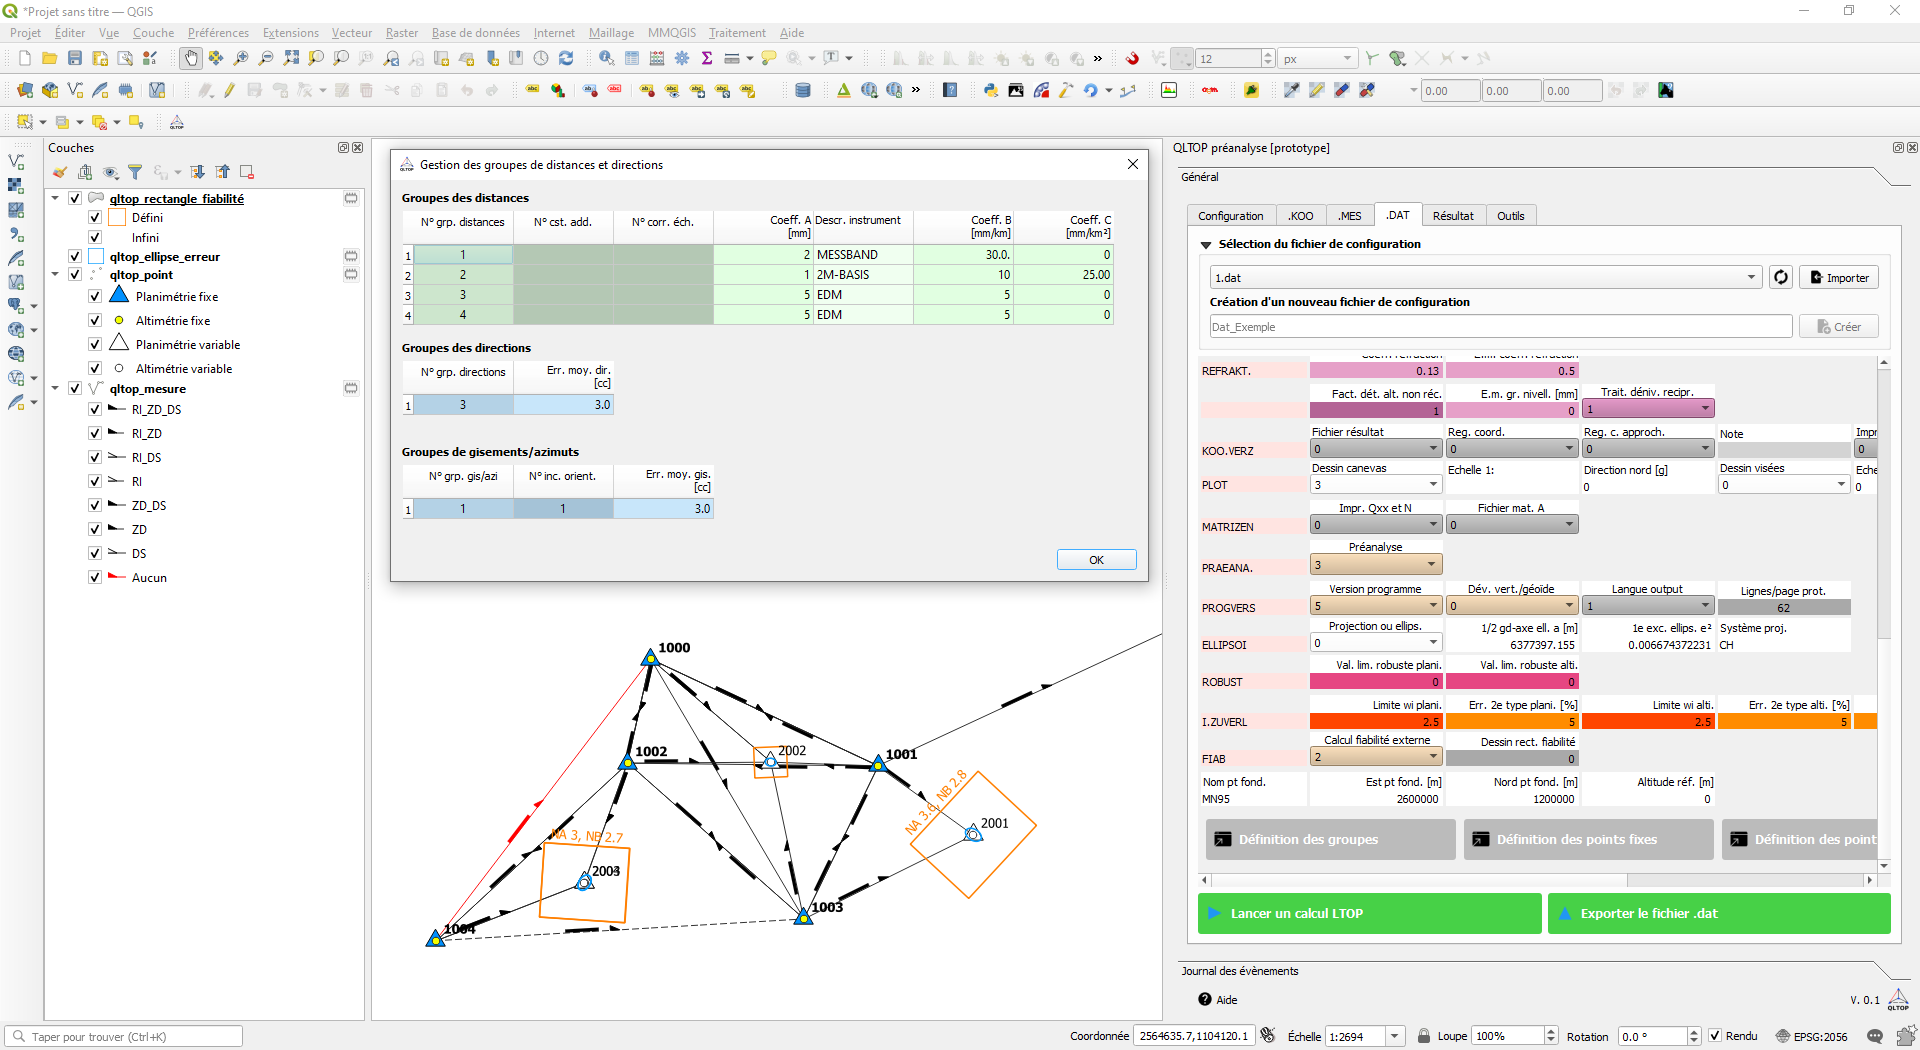 *Projet sans titre — QGIS
Projet Éditer Vue Couche Préférences Extensions Vecteur Raster Base de données Internet Maillage MMQGIS Traitement Aide
12 px
0.00 0.00 0.00
QLTOP
Couches
qltop_rectangle_fiabilité
Défini
Infini
qltop_ellipse_erreur
qltop_point
Planimétrie fixe
Altimétrie fixe
Planimétrie variable
Altimétrie variable
qltop_mesure
RI_ZD_DS
RI_ZD
RI_DS
RI
ZD_DS
ZD
DS
Aucun
Gestion des groupes de distances et directions
Groupes des distances
N° grp. distances N° cst. add. N° corr. éch. Coeff. A [mm] Descr. instrument Coeff. B [mm/km] Coeff. C [mm/km²]
1 1 2 MESSBAND 30.0. 0
2 2 1 2M-BASIS 10 25.00
3 3 5 EDM 5 0
4 4 5 EDM 5 0
Groupes des directions
N° grp. directions Err. moy. dir. [cc]
1 3 3.0
Groupes de gisements/azimuts
N° grp. gis/azi N° inc. orient. Err. moy. gis. [cc]
1 1 1 3.0
OK
1000
1002
2002
1001
NA 3.6, NB 2.8
2001
NA 3, NB 2.7
1003
1004
QLTOP préanalyse [prototype]
Général
Configuration .KOO .MES .DAT Résultat Outils
Sélection du fichier de configuration
1.dat Importer
Création d'un nouveau fichier de configuration
Dat_Exemple Créer
REFRAKT. 0.13 0.5
Fact. dét. alt. non réc. E.m. gr. nivell. [mm] Trait. déniv. recipr.
1 0 1
Fichier résultat Reg. coord. Reg. c. approch. Note Impr
KOO.VERZ 0 0 0 0
Dessin canevas Echelle 1: Direction nord [g] Dessin visées Eche
PLOT 3 0 0 0
Impr. Qxx et N Fichier mat. A
MATRIZEN 0 0
Préanalyse
PRAEANA. 3
Version programme Dév. vert./géoïde Langue output Lignes/page prot.
PROGVERS 5 0 1 62
Projection ou ellips. 1/2 gd-axe ell. a [m] 1e exc. ellips. e² Système proj.
ELLIPSOI 0 6377397.155 0.006674372231 CH
Val. lim. robuste plani. Val. lim. robuste alti.
ROBUST 0 0
Limite wi plani. Err. 2e type plani. [%] Limite wi alti. Err. 2e type alti. [%]
I.ZUVERL 2.5 5 2.5 5
Calcul fiabilité externe Dessin rect. fiabilité
FIAB 2 0
Nom pt fond. Est pt fond. [m] Nord pt fond. [m] Altitude réf. [m]
MN95 2600000 1200000 0
Définition des groupes Définition des points fixes Définition des point
Lancer un calcul LTOP Exporter le fichier .dat
Journal des évènements
Aide V. 0.1 QLTOP
Taper pour trouver (Ctrl+K) Coordonnée 2564635.7,1104120.1 Échelle 1:2694 Loupe 100% Rotation 0.0 ° Rendu EPSG:2056